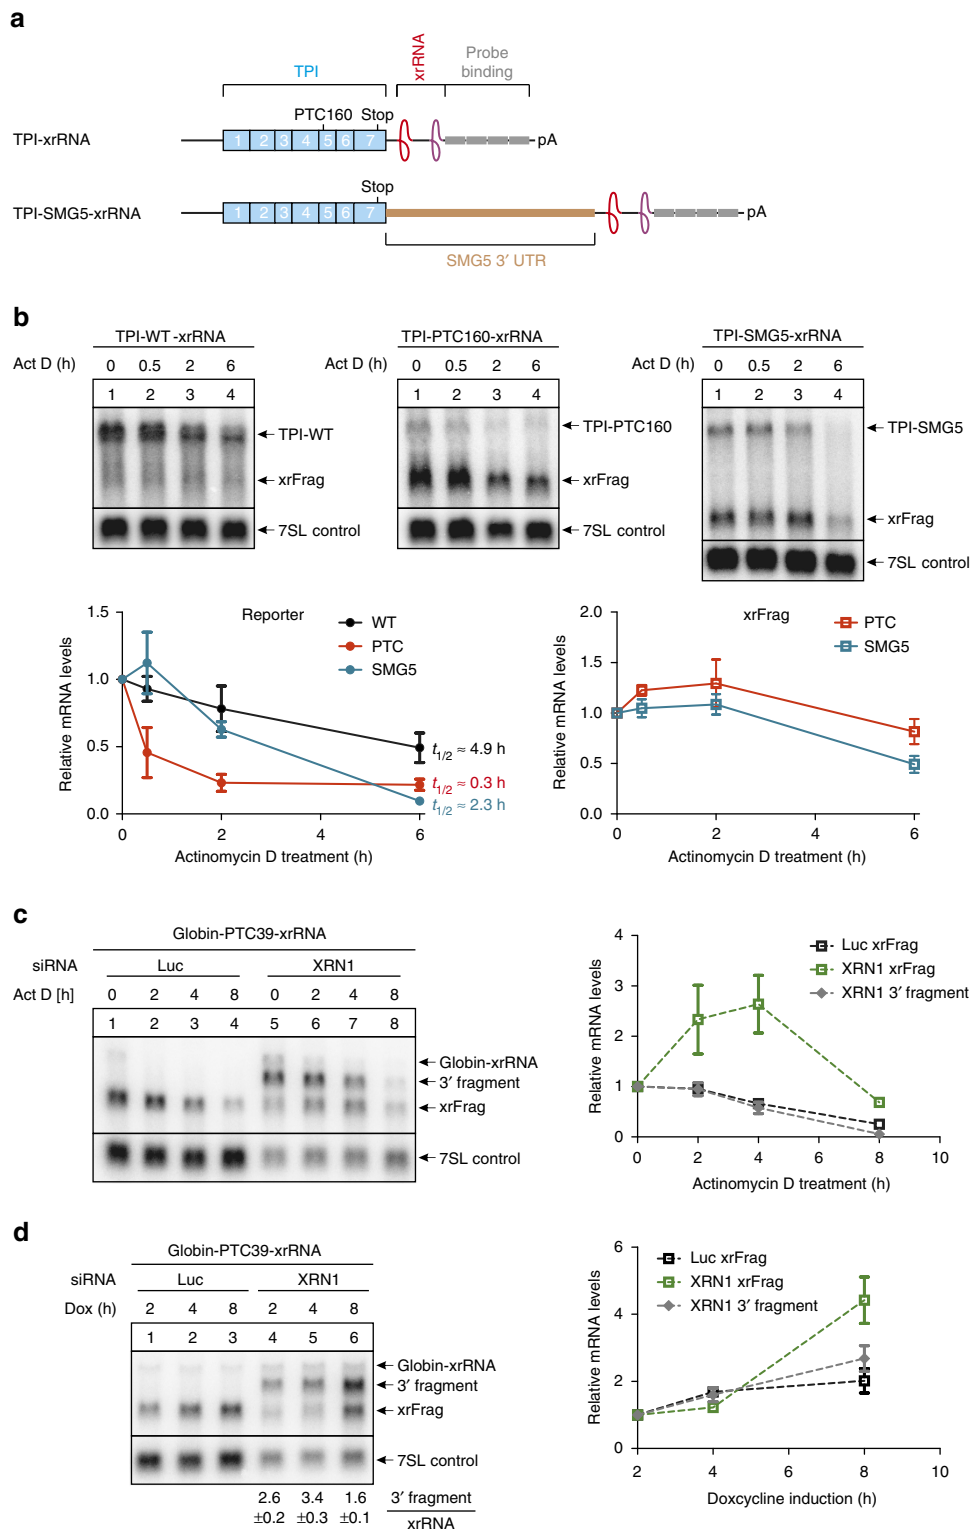 a
TPI
xrRNA
Probe
binding
PTC160
Stop
TPI-xrRNA
1 2 3 4 5 6 7
pA
Stop
TPI-SMG5-xrRNA
1 2 3 4 5 6 7
pA
SMG5 3′ UTR
b
TPI-WT -xrRNA
Act D (h) 0 0.5 2 6
1 2 3 4
TPI-WT
xrFrag
7SL control
TPI-PTC160-xrRNA
Act D (h) 0 0.5 2 6
1 2 3 4
TPI-PTC160
xrFrag
7SL control
TPI-SMG5-xrRNA
Act D (h) 0 0.5 2 6
1 2 3 4
TPI-SMG5
xrFrag
7SL control
Reporter
WT
PTC
SMG5
Relative mRNA levels
1.5
1.0
0.5
0.0
t1/2 ≈ 4.9 h
t1/2 ≈ 0.3 h
t1/2 ≈ 2.3 h
0 2 4 6
Actinomycin D treatment (h)
xrFrag
PTC
SMG5
Relative mRNA levels
2.0
1.5
1.0
0.5
0.0
0 2 4 6
Actinomycin D treatment (h)
c
Globin-PTC39-xrRNA
siRNA Luc XRN1
Act D [h] 0 2 4 8 0 2 4 8
1 2 3 4 5 6 7 8
Globin-xrRNA
3′ fragment
xrFrag
7SL control
Relative mRNA levels
4
3
2
1
0
Luc xrFrag
XRN1 xrFrag
XRN1 3′ fragment
0 2 4 6 8 10
Actinomycin D treatment (h)
d
Globin-PTC39-xrRNA
siRNA Luc XRN1
Dox (h) 2 4 8 2 4 8
1 2 3 4 5 6
Globin-xrRNA
3′ fragment
xrFrag
7SL control
2.6 3.4 1.6 3′ fragment
±0.2 ±0.3 ±0.1 xrRNA
Relative mRNA levels
6
4
2
0
Luc xrFrag
XRN1 xrFrag
XRN1 3′ fragment
2 4 6 8 10
Doxcycline induction (h)